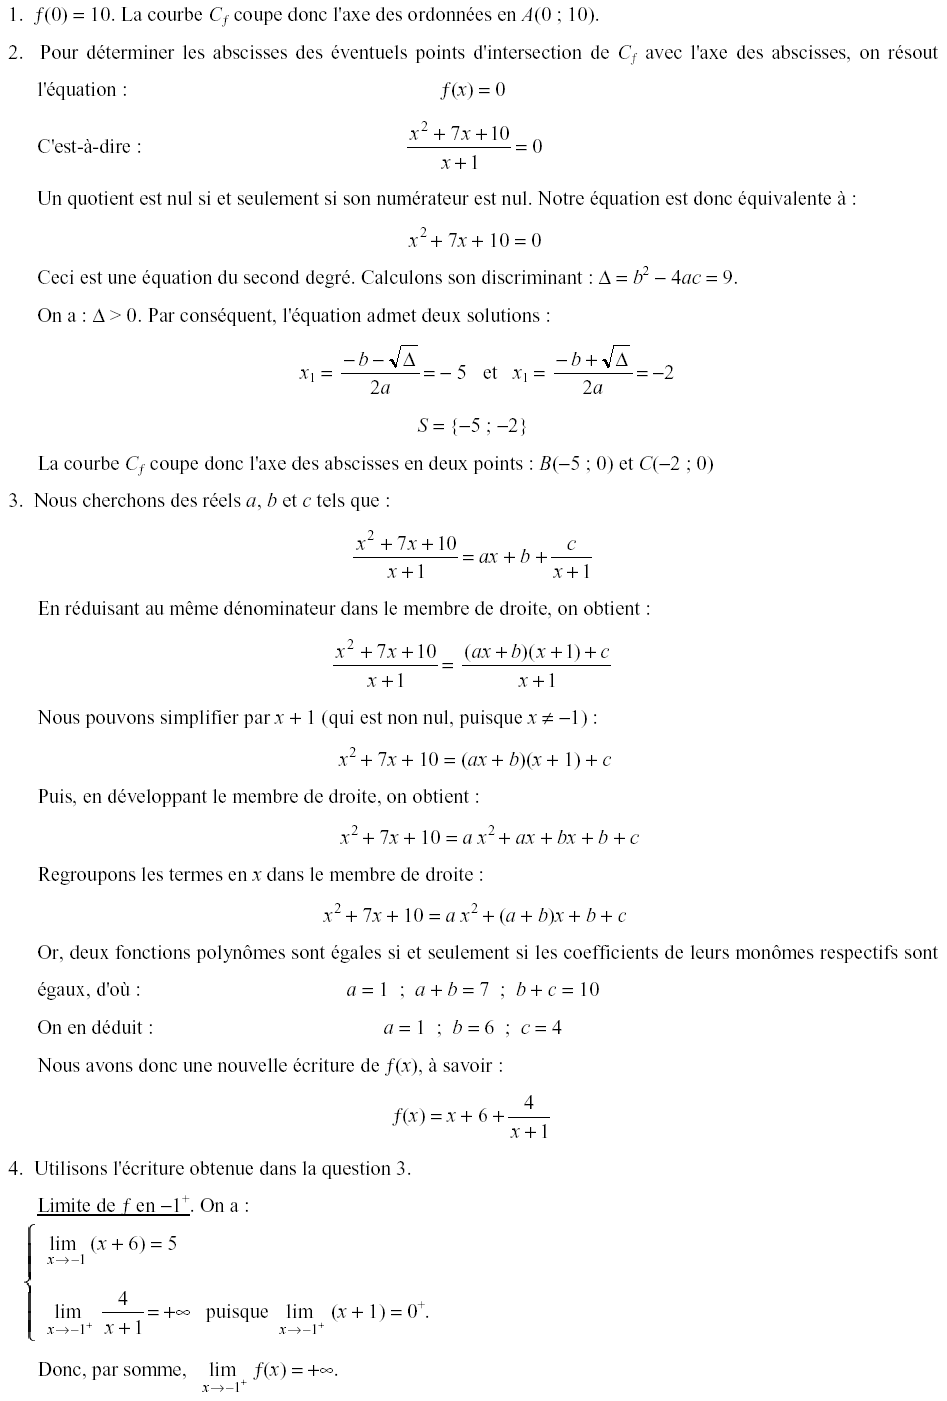 1. f(0) = 10. La courbe C_f coupe donc l'axe des ordonnées en A(0 ; 10).
2. Pour déterminer les abscisses des éventuels points d'intersection de C_f avec l'axe des abscisses, on résout
l'équation : f(x) = 0
C'est-à-dire : (x² + 7x + 10)/(x + 1) = 0
Un quotient est nul si et seulement si son numérateur est nul. Notre équation est donc équivalente à :
x² + 7x + 10 = 0
Ceci est une équation du second degré. Calculons son discriminant : Δ = b² − 4ac = 9.
On a : Δ > 0. Par conséquent, l'équation admet deux solutions :
x₁ = (−b − √Δ)/(2a) = − 5 et x₁ = (−b + √Δ)/(2a) = −2
S = {−5 ; −2}
La courbe C_f coupe donc l'axe des abscisses en deux points : B(−5 ; 0) et C(−2 ; 0)
3. Nous cherchons des réels a, b et c tels que :
(x² + 7x + 10)/(x + 1) = ax + b + c/(x + 1)
En réduisant au même dénominateur dans le membre de droite, on obtient :
(x² + 7x + 10)/(x + 1) = ((ax + b)(x + 1) + c)/(x + 1)
Nous pouvons simplifier par x + 1 (qui est non nul, puisque x ≠ −1) :
x² + 7x + 10 = (ax + b)(x + 1) + c
Puis, en développant le membre de droite, on obtient :
x² + 7x + 10 = a x² + ax + bx + b + c
Regroupons les termes en x dans le membre de droite :
x² + 7x + 10 = a x² + (a + b)x + b + c
Or, deux fonctions polynômes sont égales si et seulement si les coefficients de leurs monômes respectifs sont
égaux, d'où : a = 1 ; a + b = 7 ; b + c = 10
On en déduit : a = 1 ; b = 6 ; c = 4
Nous avons donc une nouvelle écriture de f(x), à savoir :
f(x) = x + 6 + 4/(x + 1)
4. Utilisons l'écriture obtenue dans la question 3.
Limite de f en −1⁺. On a :
{ lim x→−1 (x + 6) = 5
lim x→−1⁺ 4/(x + 1) = +∞ puisque lim x→−1⁺ (x + 1) = 0⁺.
Donc, par somme, lim x→−1⁺ f(x) = +∞.